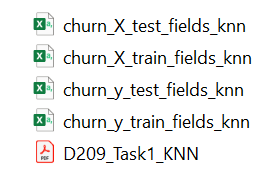 churn_X_test_fields_knn
churn_X_train_fields_knn
churn_y_test_fields_knn
churn_y_train_fields_knn
D209_Task1_KNN